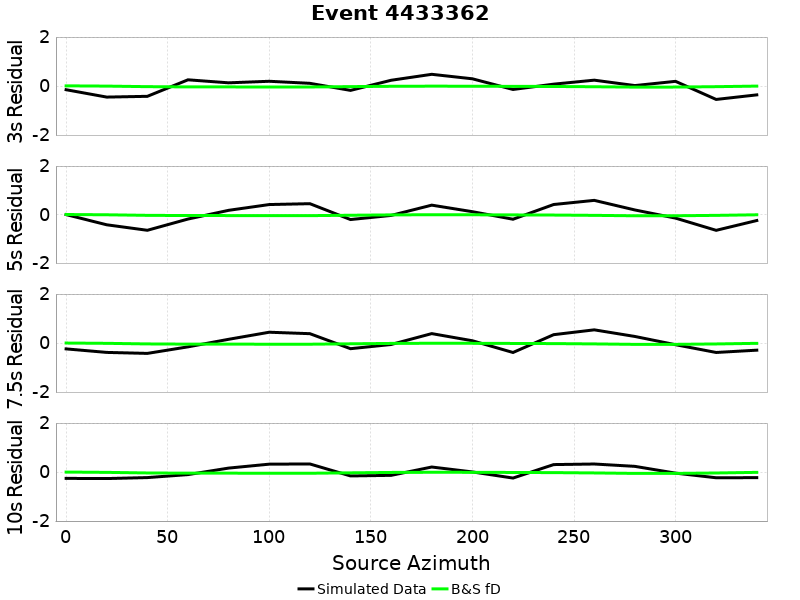 Event 4433362
3s Residual
2
0
-2
5s Residual
2
0
-2
7.5s Residual
2
0
-2
10s Residual
2
0
-2
0 50 100 150 200 250 300
Source Azimuth
Simulated Data B&S fD